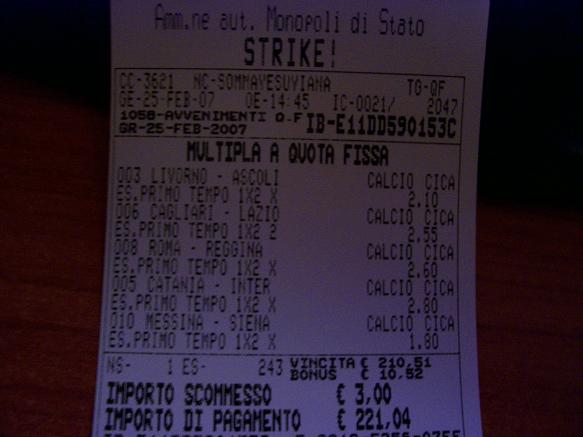 Amm.ne aut. Monopoli di Stato
STRIKE!
CC-3621 NC-SOMMAVESUVIANA TG-QF
GE-25-FEB-07 OE-14:45 IC-0021/ 2047
1058-AVVENIMENTI Q.F IB-E11DD590153C
GR-25-FEB-2007
MULTIPLA A QUOTA FISSA
003 LIVORNO - ASCOLI CALCIO CICA
ES.PRIMO TEMPO 1X2 X 2.10
006 CAGLIARI - LAZIO CALCIO CICA
ES.PRIMO TEMPO 1X2 2 2.55
008 ROMA - REGGINA CALCIO CICA
ES.PRIMO TEMPO 1X2 X 2.60
005 CATANIA - INTER CALCIO CICA
ES.PRIMO TEMPO 1X2 X 2.80
010 MESSINA - SIENA CALCIO CICA
ES.PRIMO TEMPO 1X2 X 1.80
NS- 1 ES- 243 VINCITA € 210,51
BONUS € 10,52
IMPORTO SCOMMESSO € 3,00
IMPORTO DI PAGAMENTO € 221,04